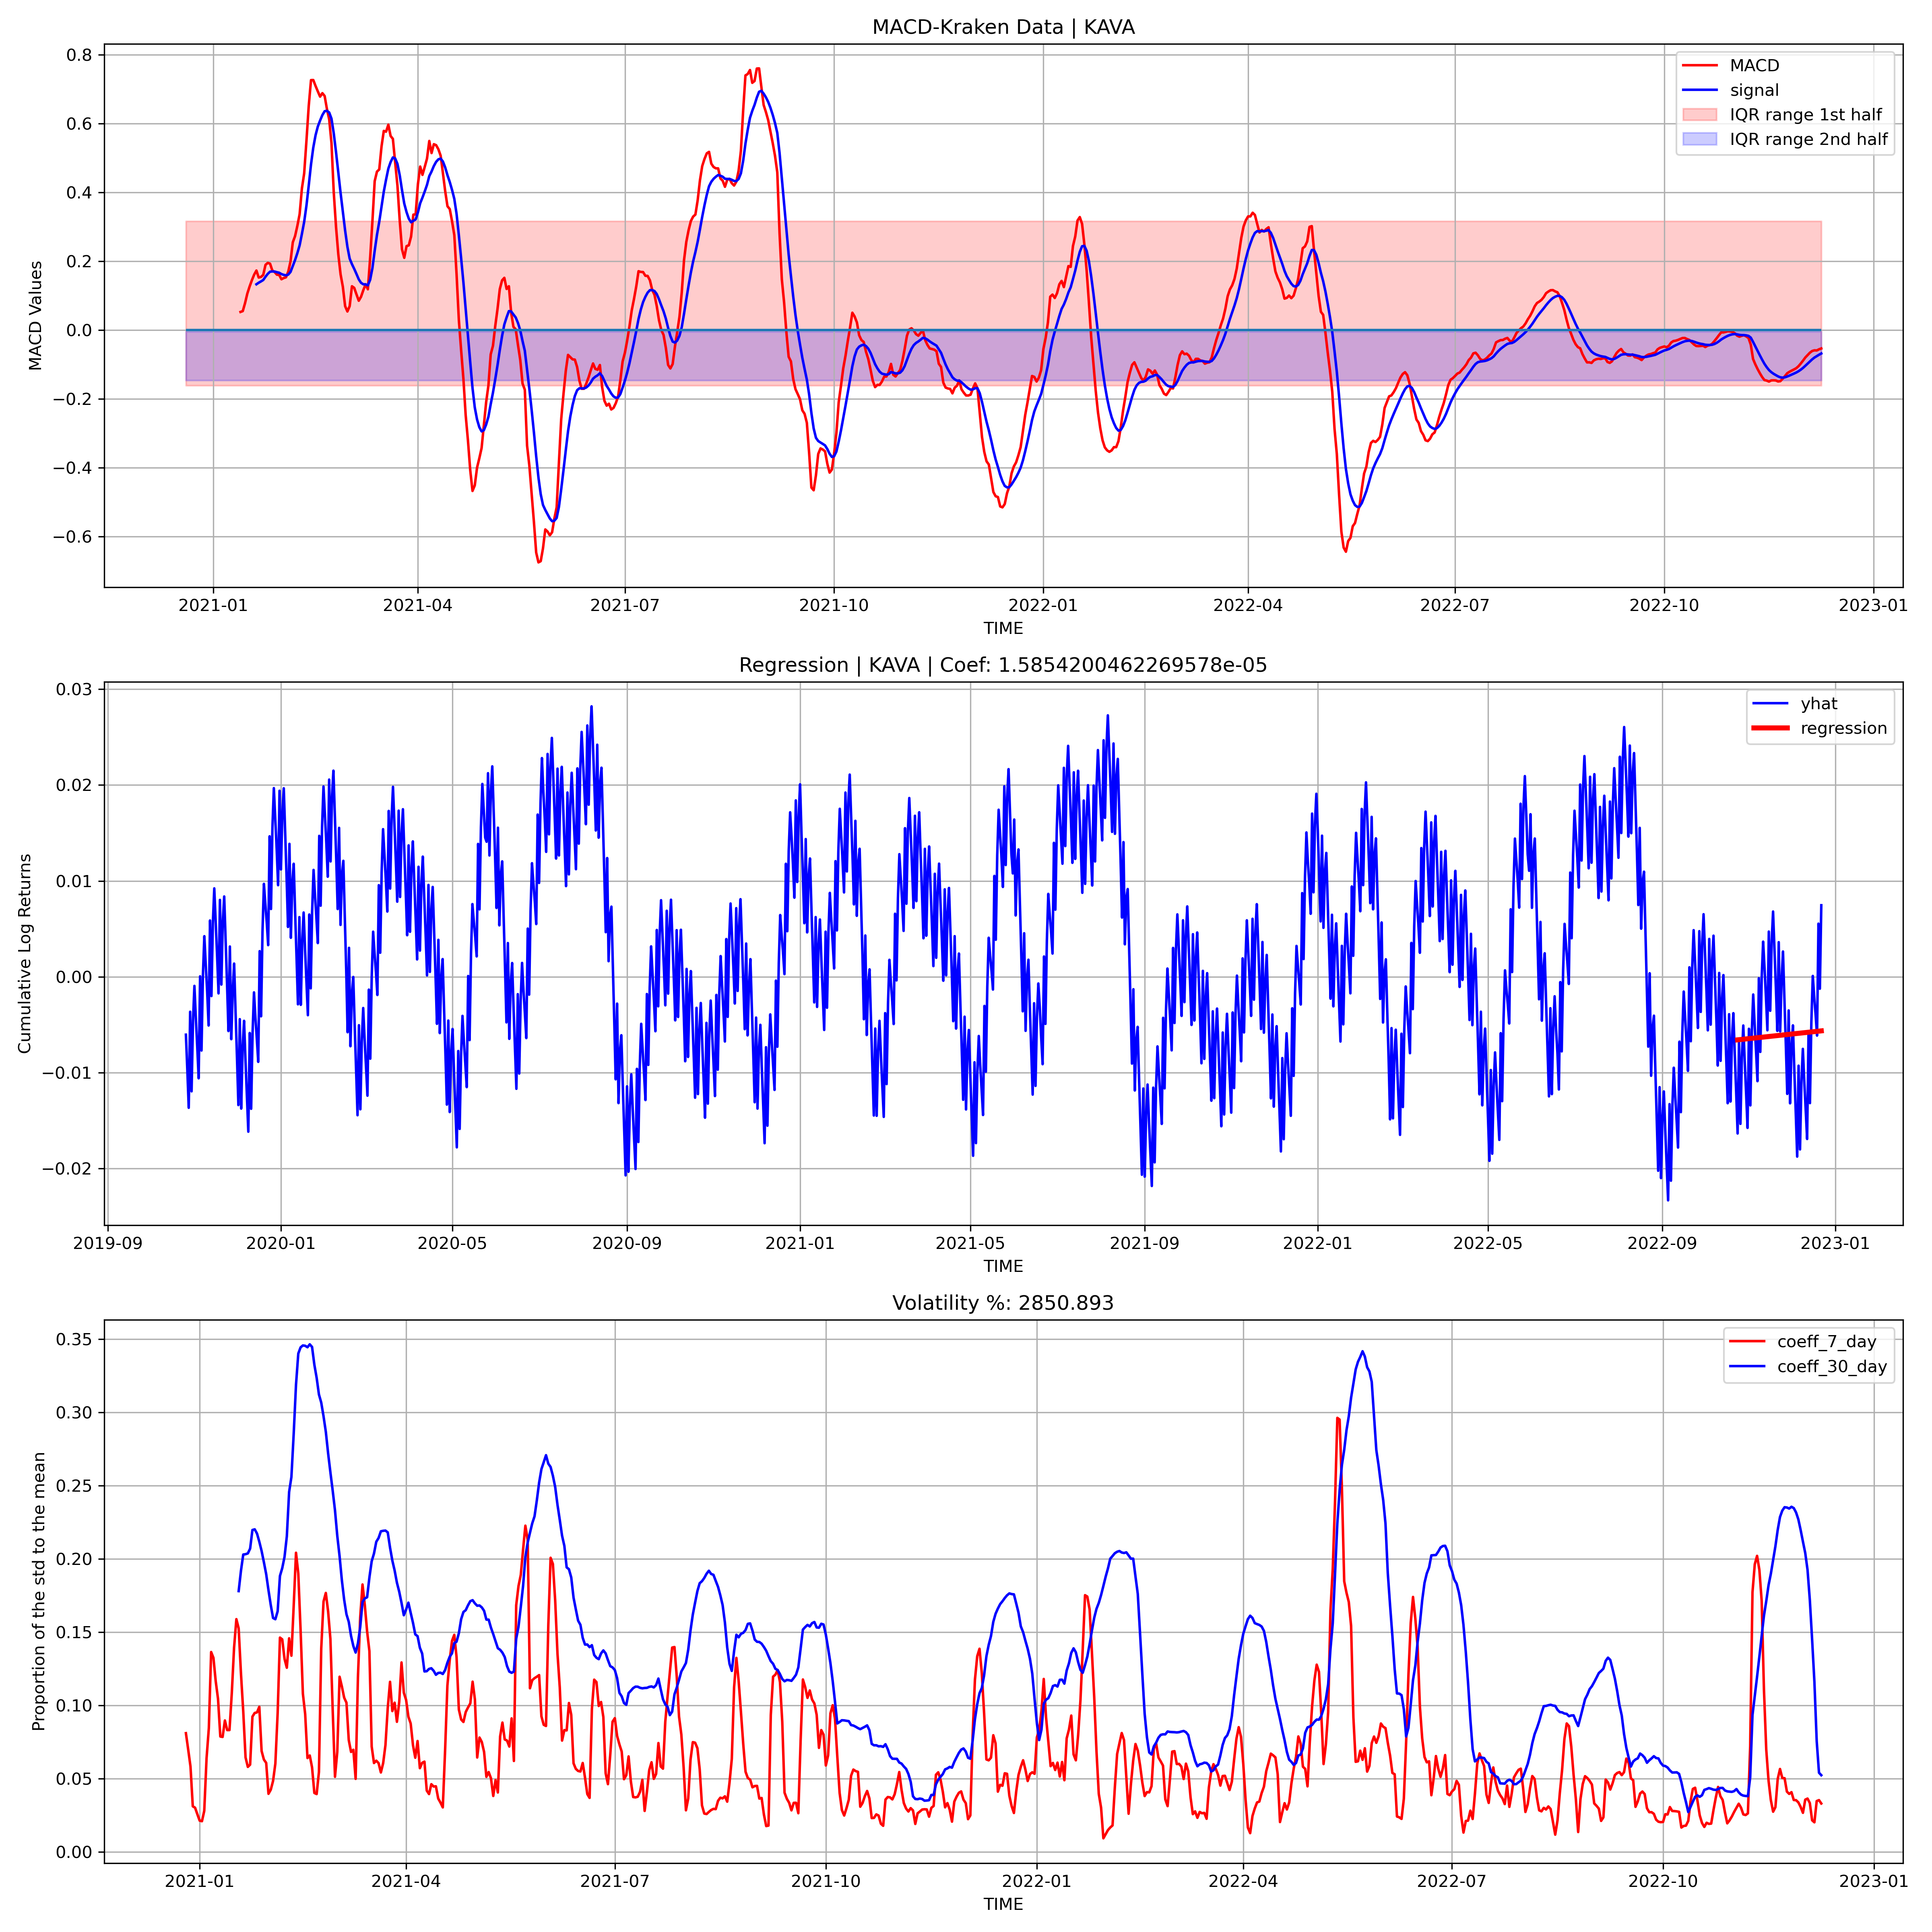 MACD-Kraken Data | KAVA
MACD Values
0.8
0.6
0.4
0.2
0.0
−0.2
−0.4
−0.6
MACD
signal
IQR range 1st half
IQR range 2nd half
2021-01 2021-04 2021-07 2021-10 2022-01 2022-04 2022-07 2022-10 2023-01
TIME
Regression | KAVA | Coef: 1.5854200462269578e-05
Cumulative Log Returns
0.03
0.02
0.01
0.00
−0.01
−0.02
yhat
regression
2019-09 2020-01 2020-05 2020-09 2021-01 2021-05 2021-09 2022-01 2022-05 2022-09 2023-01
TIME
Volatility %: 2850.893
Proportion of the std to the mean
0.35
0.30
0.25
0.20
0.15
0.10
0.05
0.00
coeff_7_day
coeff_30_day
2021-01 2021-04 2021-07 2021-10 2022-01 2022-04 2022-07 2022-10 2023-01
TIME